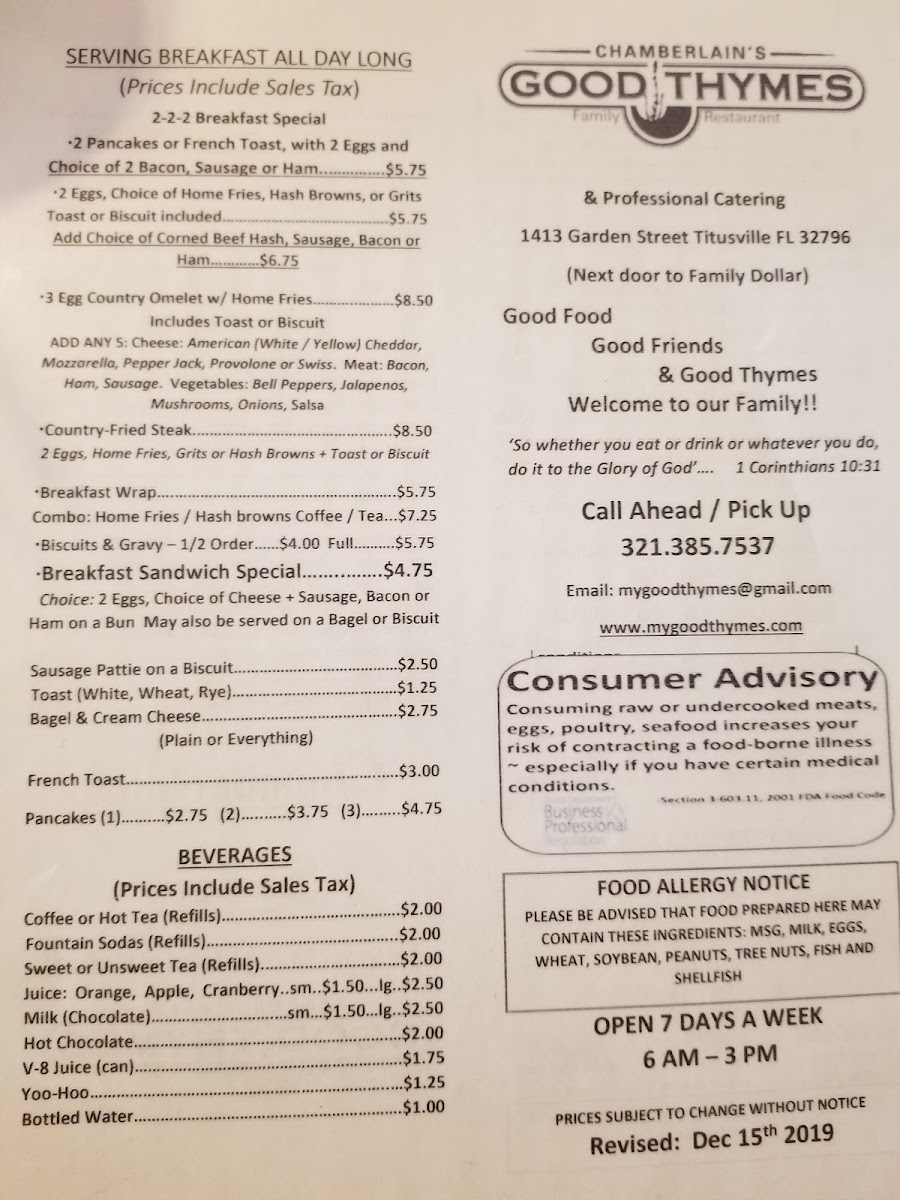 SERVING BREAKFAST ALL DAY LONG
(Prices Include Sales Tax)
2-2-2 Breakfast Special
·2 Pancakes or French Toast, with 2 Eggs and
Choice of 2 Bacon, Sausage or Ham...............$5.75
·2 Eggs, Choice of Home Fries, Hash Browns, or Grits
Toast or Biscuit included.......................................$5.75
Add Choice of Corned Beef Hash, Sausage, Bacon or
Ham............$6.75
·3 Egg Country Omelet w/ Home Fries...................$8.50
Includes Toast or Biscuit
ADD ANY 5: Cheese: American (White / Yellow) Cheddar,
Mozzarella, Pepper Jack, Provolone or Swiss. Meat: Bacon,
Ham, Sausage. Vegetables: Bell Peppers, Jalapenos,
Mushrooms, Onions, Salsa
·Country-Fried Steak...............................................$8.50
2 Eggs, Home Fries, Grits or Hash Browns + Toast or Biscuit
·Breakfast Wrap........................................................$5.75
Combo: Home Fries / Hash browns Coffee / Tea...$7.25
·Biscuits & Gravy – 1/2 Order......$4.00 Full..........$5.75
·Breakfast Sandwich Special...............$4.75
Choice: 2 Eggs, Choice of Cheese + Sausage, Bacon or
Ham on a Bun May also be served on a Bagel or Biscuit
Sausage Pattie on a Biscuit......................................$2.50
Toast (White, Wheat, Rye).......................................$1.25
Bagel & Cream Cheese.............................................$2.75
(Plain or Everything)
French Toast...............................................................$3.00
Pancakes (1)..........$2.75 (2)..........$3.75 (3).........$4.75
BEVERAGES
(Prices Include Sales Tax)
Coffee or Hot Tea (Refills).........................................$2.00
Fountain Sodas (Refills)............................................$2.00
Sweet or Unsweet Tea (Refills)................................$2.00
Juice: Orange, Apple, Cranberry..sm..$1.50...lg..$2.50
Milk (Chocolate)...............................sm...$1.50...lg..$2.50
Hot Chocolate.............................................................$2.00
V-8 Juice (can)............................................................$1.75
Yoo-Hoo.......................................................................$1.25
Bottled Water.............................................................$1.00
CHAMBERLAIN'S
GOOD THYMES
Family Restaurant
& Professional Catering
1413 Garden Street Titusville FL 32796
(Next door to Family Dollar)
Good Food
Good Friends
& Good Thymes
Welcome to our Family!!
‘So whether you eat or drink or whatever you do,
do it to the Glory of God’.... 1 Corinthians 10:31
Call Ahead / Pick Up
321.385.7537
Email: mygoodthymes@gmail.com
www.mygoodthymes.com
Consumer Advisory
Consuming raw or undercooked meats,
eggs, poultry, seafood increases your
risk of contracting a food-borne illness
~ especially if you have certain medical
conditions.
Section 3-603.11, 2001 FDA Food Code
Business
Professional
FOOD ALLERGY NOTICE
PLEASE BE ADVISED THAT FOOD PREPARED HERE MAY
CONTAIN THESE INGREDIENTS: MSG, MILK, EGGS,
WHEAT, SOYBEAN, PEANUTS, TREE NUTS, FISH AND
SHELLFISH
OPEN 7 DAYS A WEEK
6 AM – 3 PM
PRICES SUBJECT TO CHANGE WITHOUT NOTICE
Revised: Dec 15th 2019